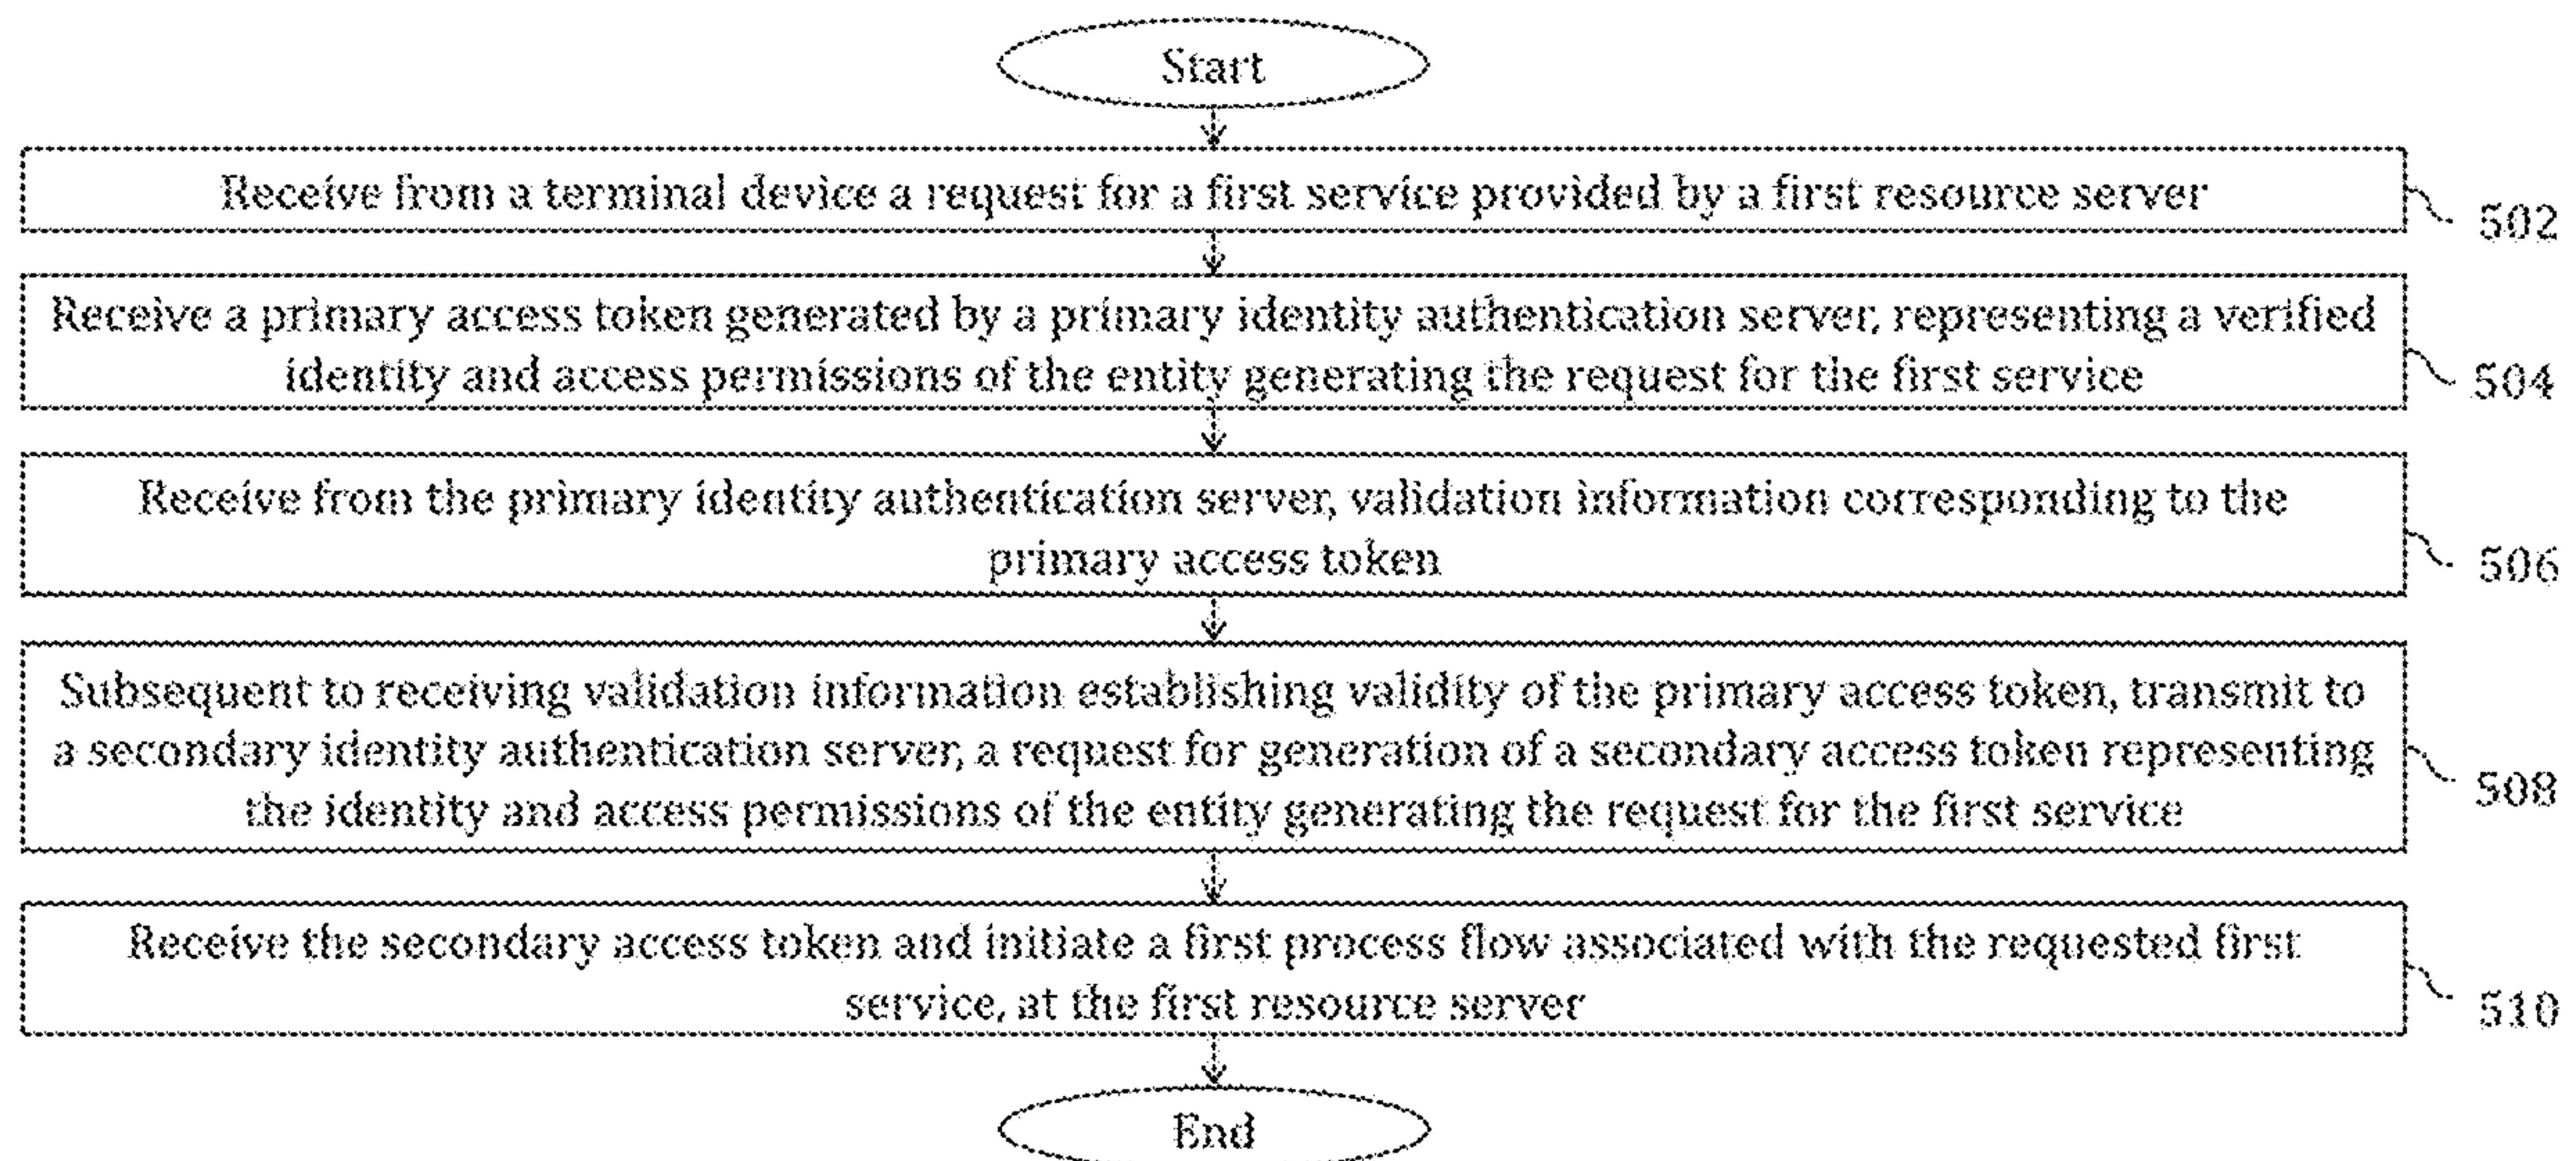 Start
Receive from a terminal device a request for a first service provided by a first resource server
502
Receive a primary access token generated by a primary identity authentication server, representing a verified
identity and access permissions of the entity generating the request for the first service
504
Receive from the primary identity authentication server, validation information corresponding to the
primary access token
506
Subsequent to receiving validation information establishing validity of the primary access token, transmit to
a secondary identity authentication server, a request for generation of a secondary access token representing
the identity and access permissions of the entity generating the request for the first service
508
Receive the secondary access token and initiate a first process flow associated with the requested first
service, at the first resource server
510
End